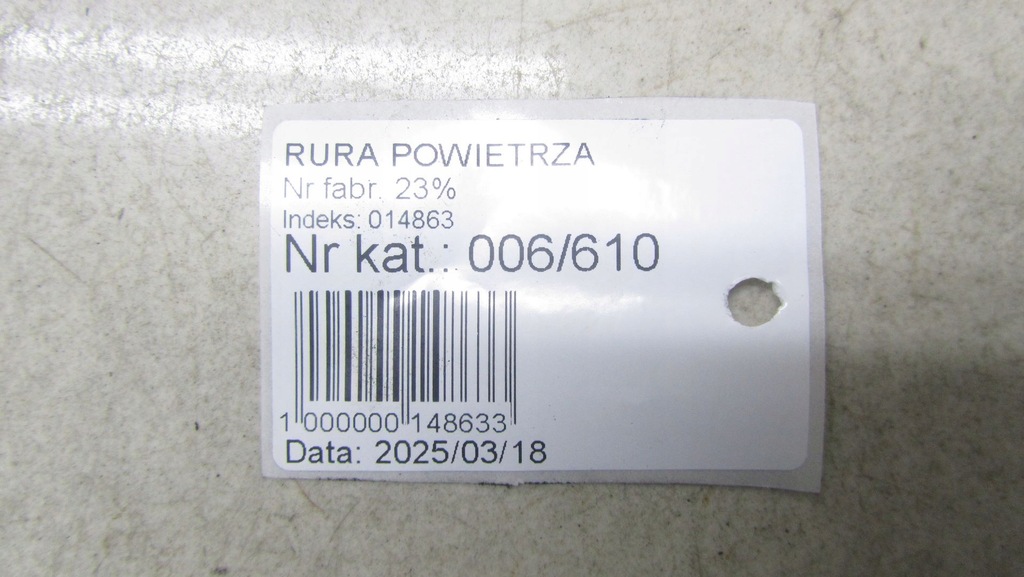 RURA POWIETRZA
Nr fabr. 23%
Indeks: 014863
Nr kat.: 006/610
1 000000 148633
Data: 2025/03/18